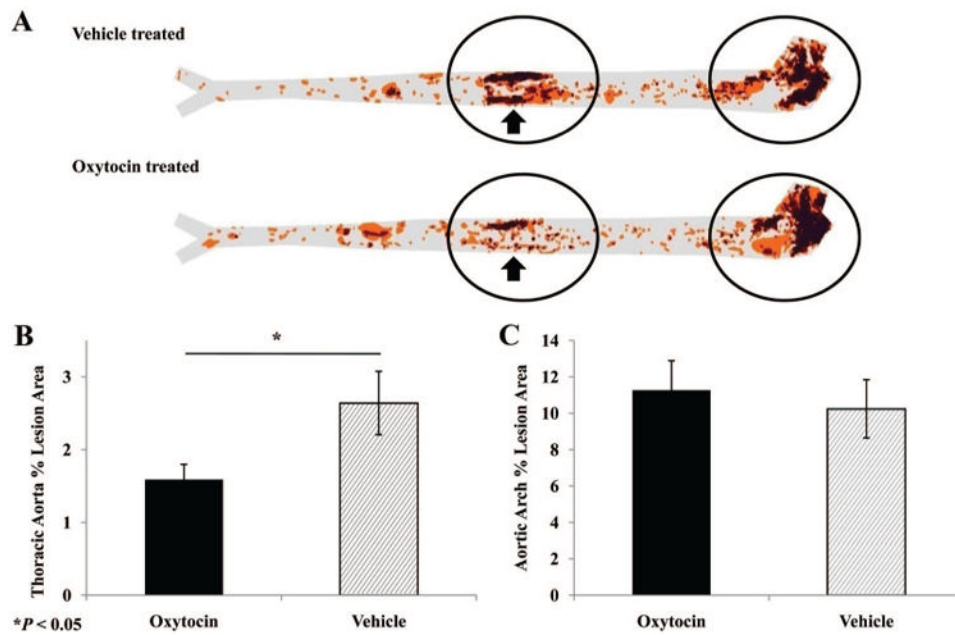 A
Vehicle treated
Oxytocin treated
B
Thoracic Aorta % Lesion Area
3
2
1
0
*
Oxytocin
Vehicle
*P < 0.05
C
Aortic Arch % Lesion Area
14
12
10
8
6
4
2
0
Oxytocin
Vehicle